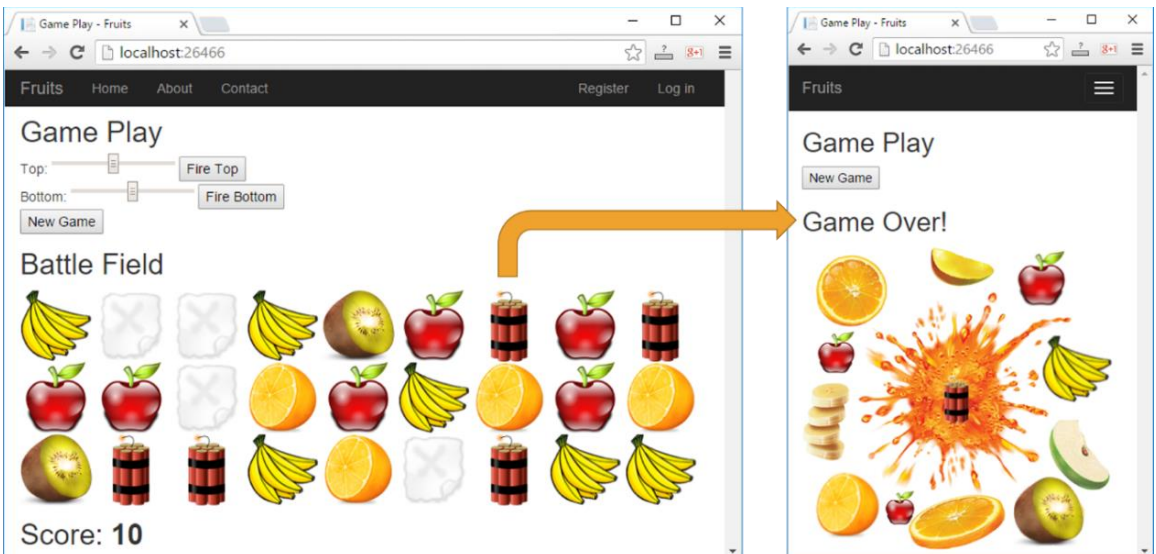 Game Play - Fruits
localhost:26466
Fruits Home About Contact Register Log in
Game Play
Top: Fire Top
Bottom: Fire Bottom
New Game
Battle Field
Score: 10
Game Play - Fruits
localhost:26466
Fruits
Game Play
New Game
Game Over!